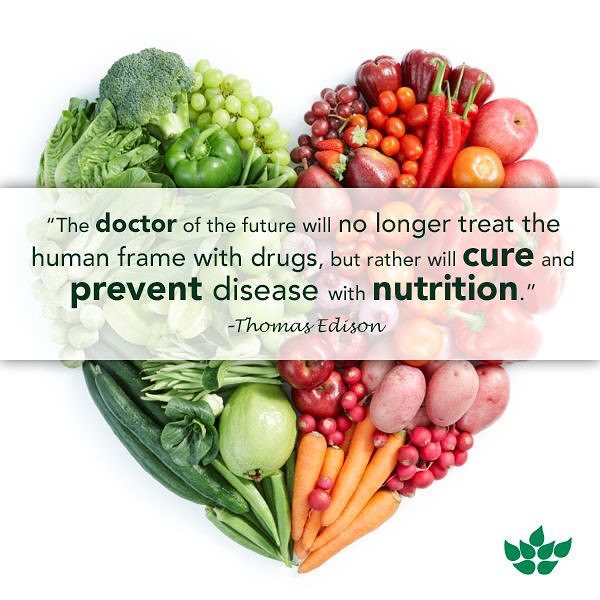 “The doctor of the future will no longer treat the
human frame with drugs, but rather will cure and
prevent disease with nutrition.”
-Thomas Edison